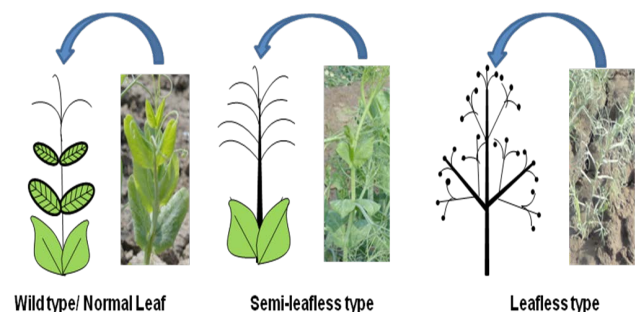 Wild type/ Normal Leaf
Semi-leafless type
Leafless type